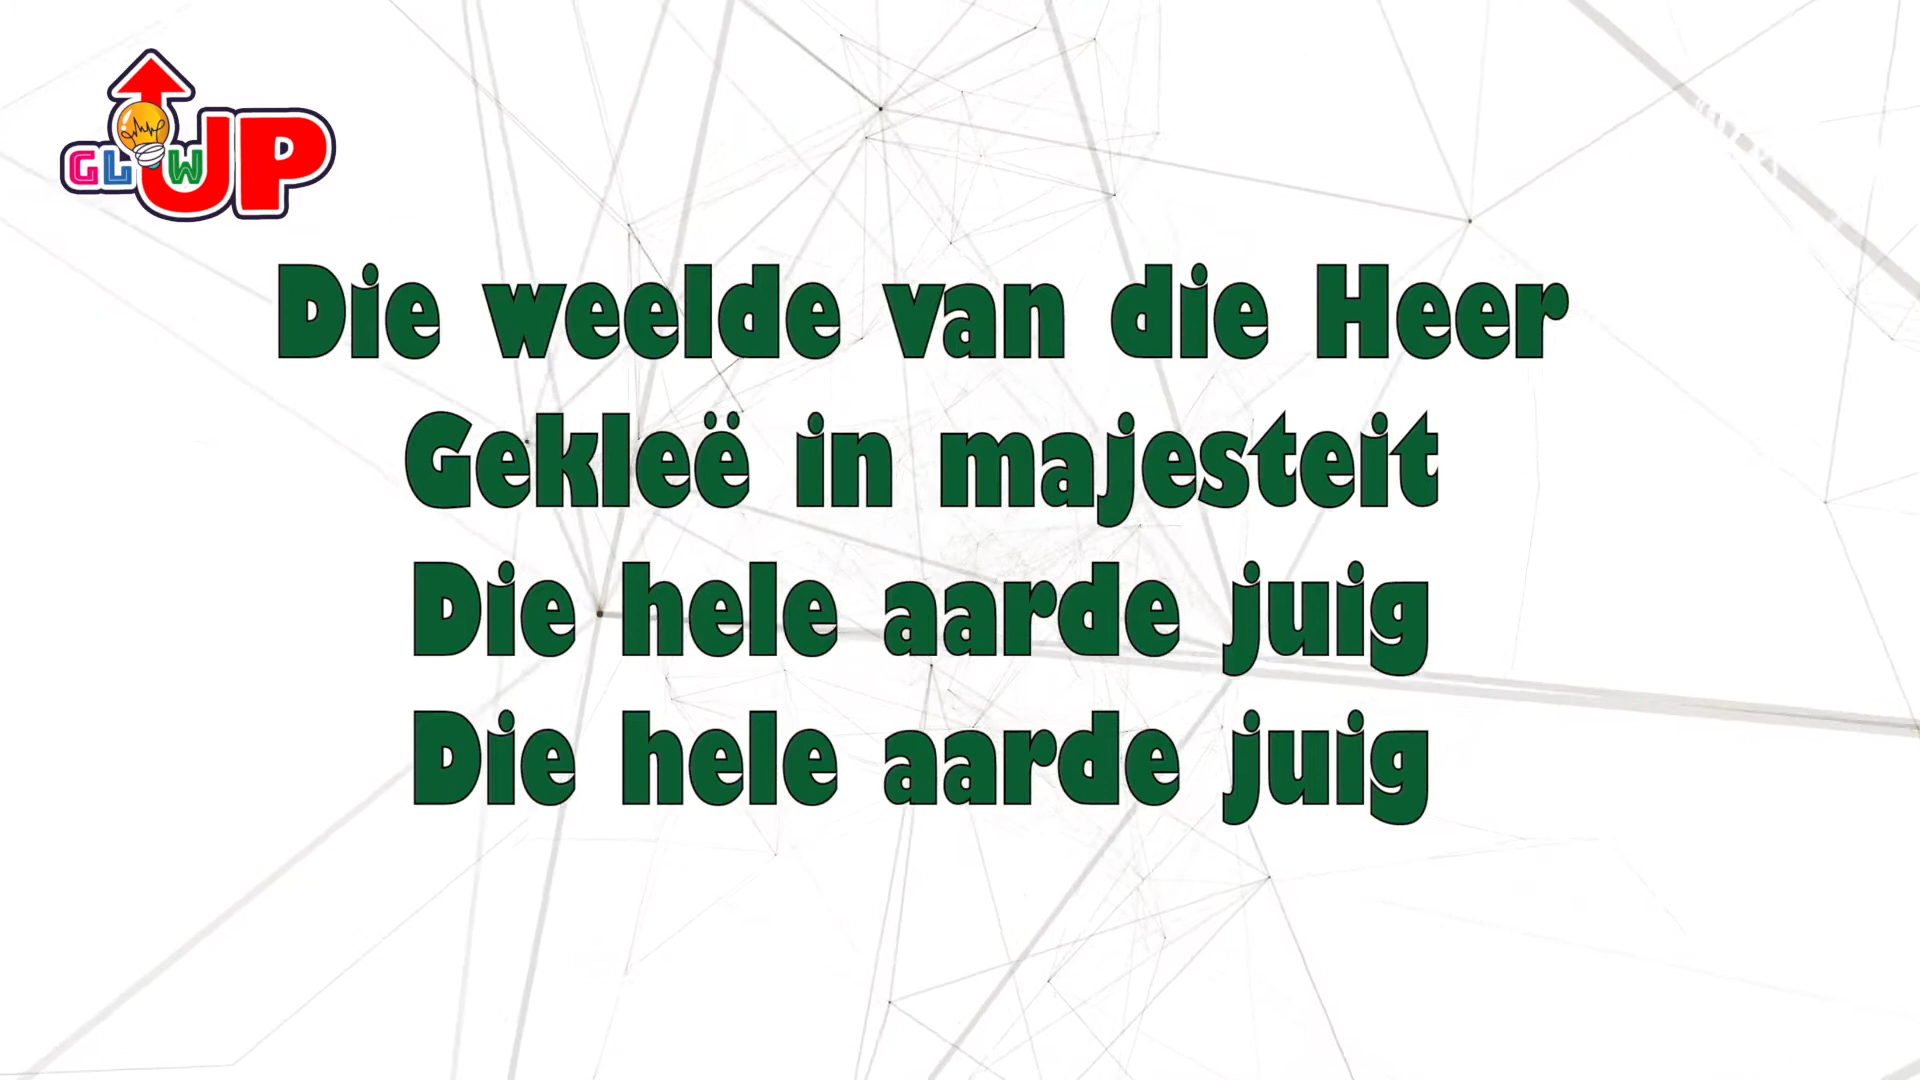 GLOW UP
Die weelde van die Heer
Gekleë in majesteit
Die hele aarde juig
Die hele aarde juig